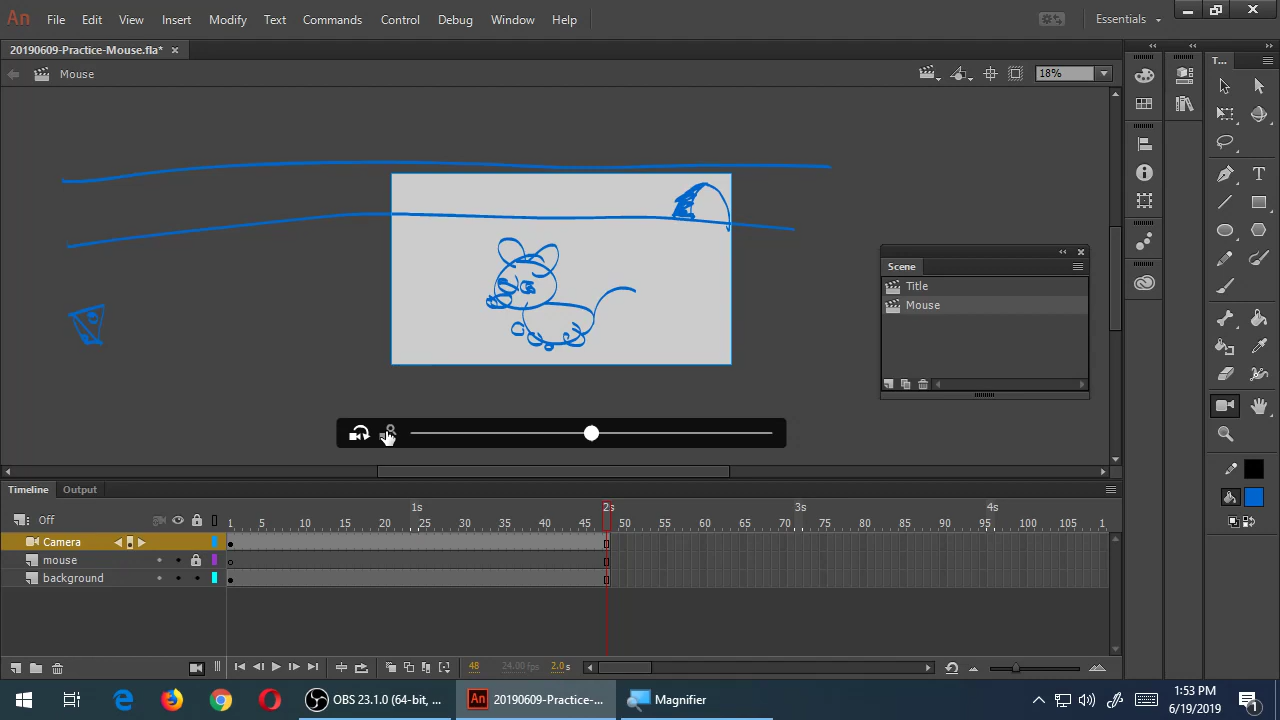 An File Edit View Insert Modify Text Commands Control Debug Window Help Essentials
20190609-Practice-Mouse.fla* ×
Mouse 18% T...
Scene
Title
Mouse
Timeline Output
1s 2s 3s 4s
Off 1 5 10 15 20 25 30 35 40 45 50 55 60 65 70 75 80 85 90 95 100 105 1
Camera
mouse
background
48 24.00 fps 2.0 s
OBS 23.1.0 (64-bit, ... An 20190609-Practice-... Magnifier 1:53 PM
6/19/2019 1